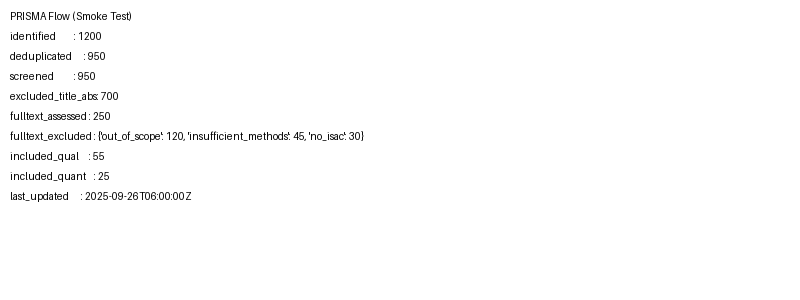 PRISMA Flow (Smoke Test)
identified : 1200
deduplicated : 950
screened : 950
excluded_title_abs: 700
fulltext_assessed : 250
fulltext_excluded : {'out_of_scope': 120, 'insufficient_methods': 45, 'no_isac': 30}
included_qual : 55
included_quant : 25
last_updated : 2025-09-26T06:00:00Z